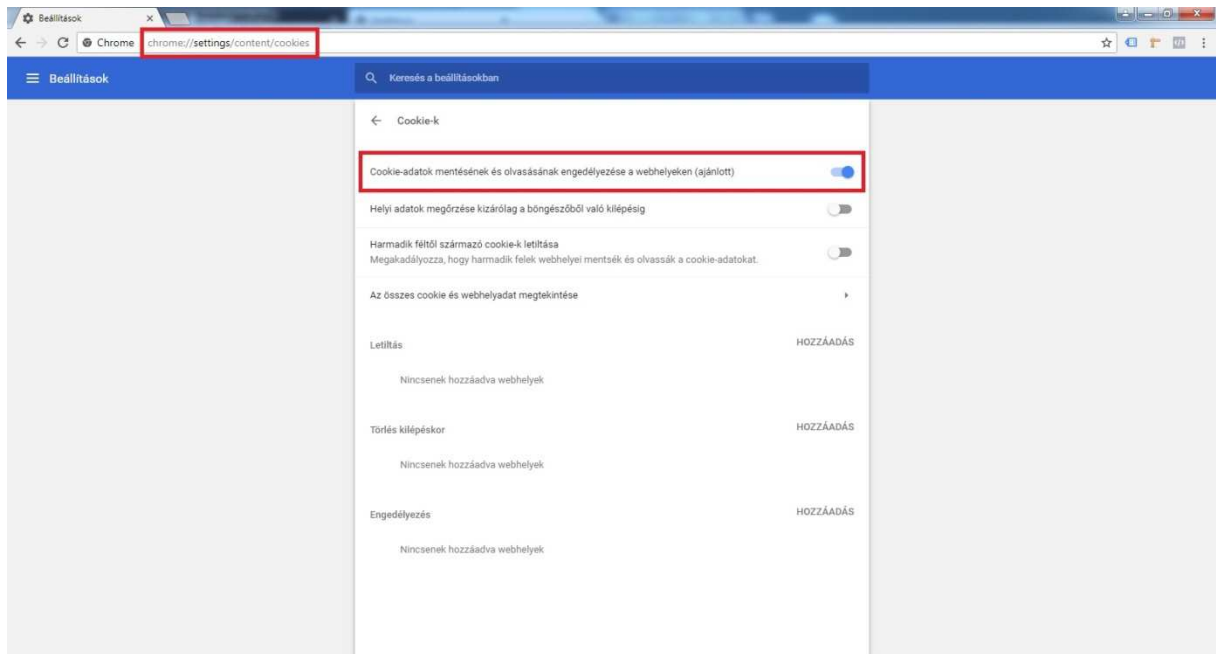 Beállítások
Chrome chrome://settings/content/cookies
Beállítások
Keresés a beállításokban
Cookie-k
Cookie-adatok mentésének és olvasásának engedélyezése a webhelyeken (ajánlott)
Helyi adatok megőrzése kizárólag a böngészőből való kilépésig
Harmadik féltől származó cookie-k letiltása
Megakadályozza, hogy harmadik felek webhelyei mentsék és olvassák a cookie-adatokat.
Az összes cookie és webhelyadat megtekintése
Letiltás HOZZÁADÁS
Nincsenek hozzáadva webhelyek
Törlés kilépéskor HOZZÁADÁS
Nincsenek hozzáadva webhelyek
Engedélyezés HOZZÁADÁS
Nincsenek hozzáadva webhelyek